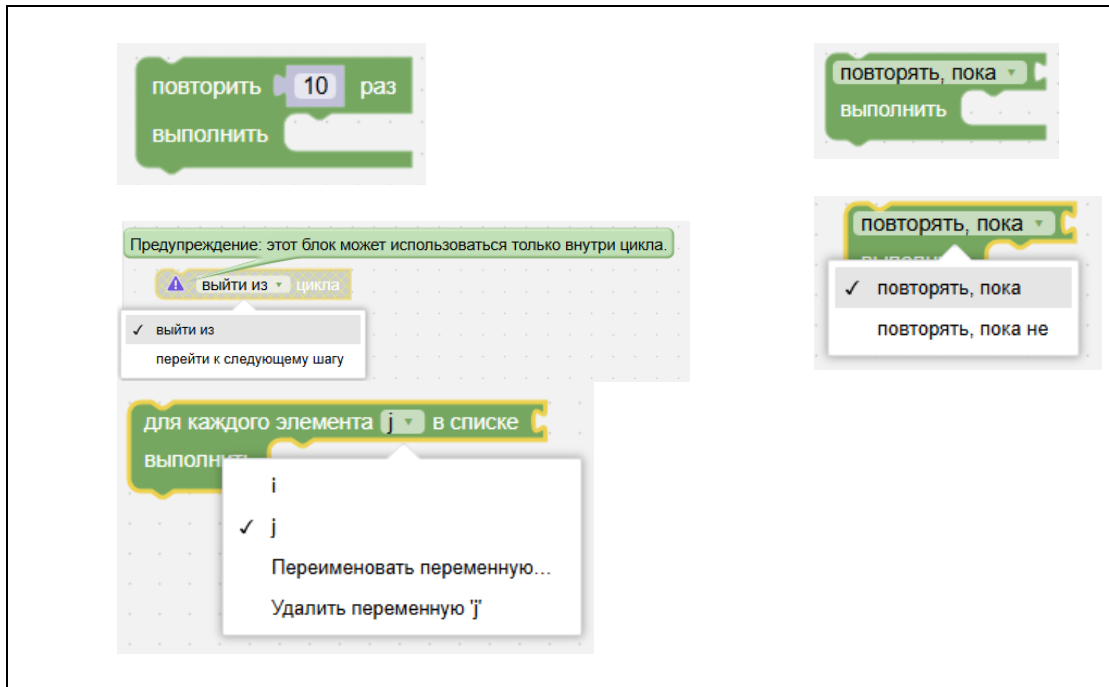 повторить 10 раз
выполнить
повторять, пока
выполнить
Предупреждение: этот блок может использоваться только внутри цикла.
выйти из цикла
✓ выйти из
перейти к следующему шагу
повторять, пока
выполнить
✓ повторять, пока
повторять, пока не
для каждого элемента j в списке
выполнить
i
✓ j
Переименовать переменную...
Удалить переменную 'j'